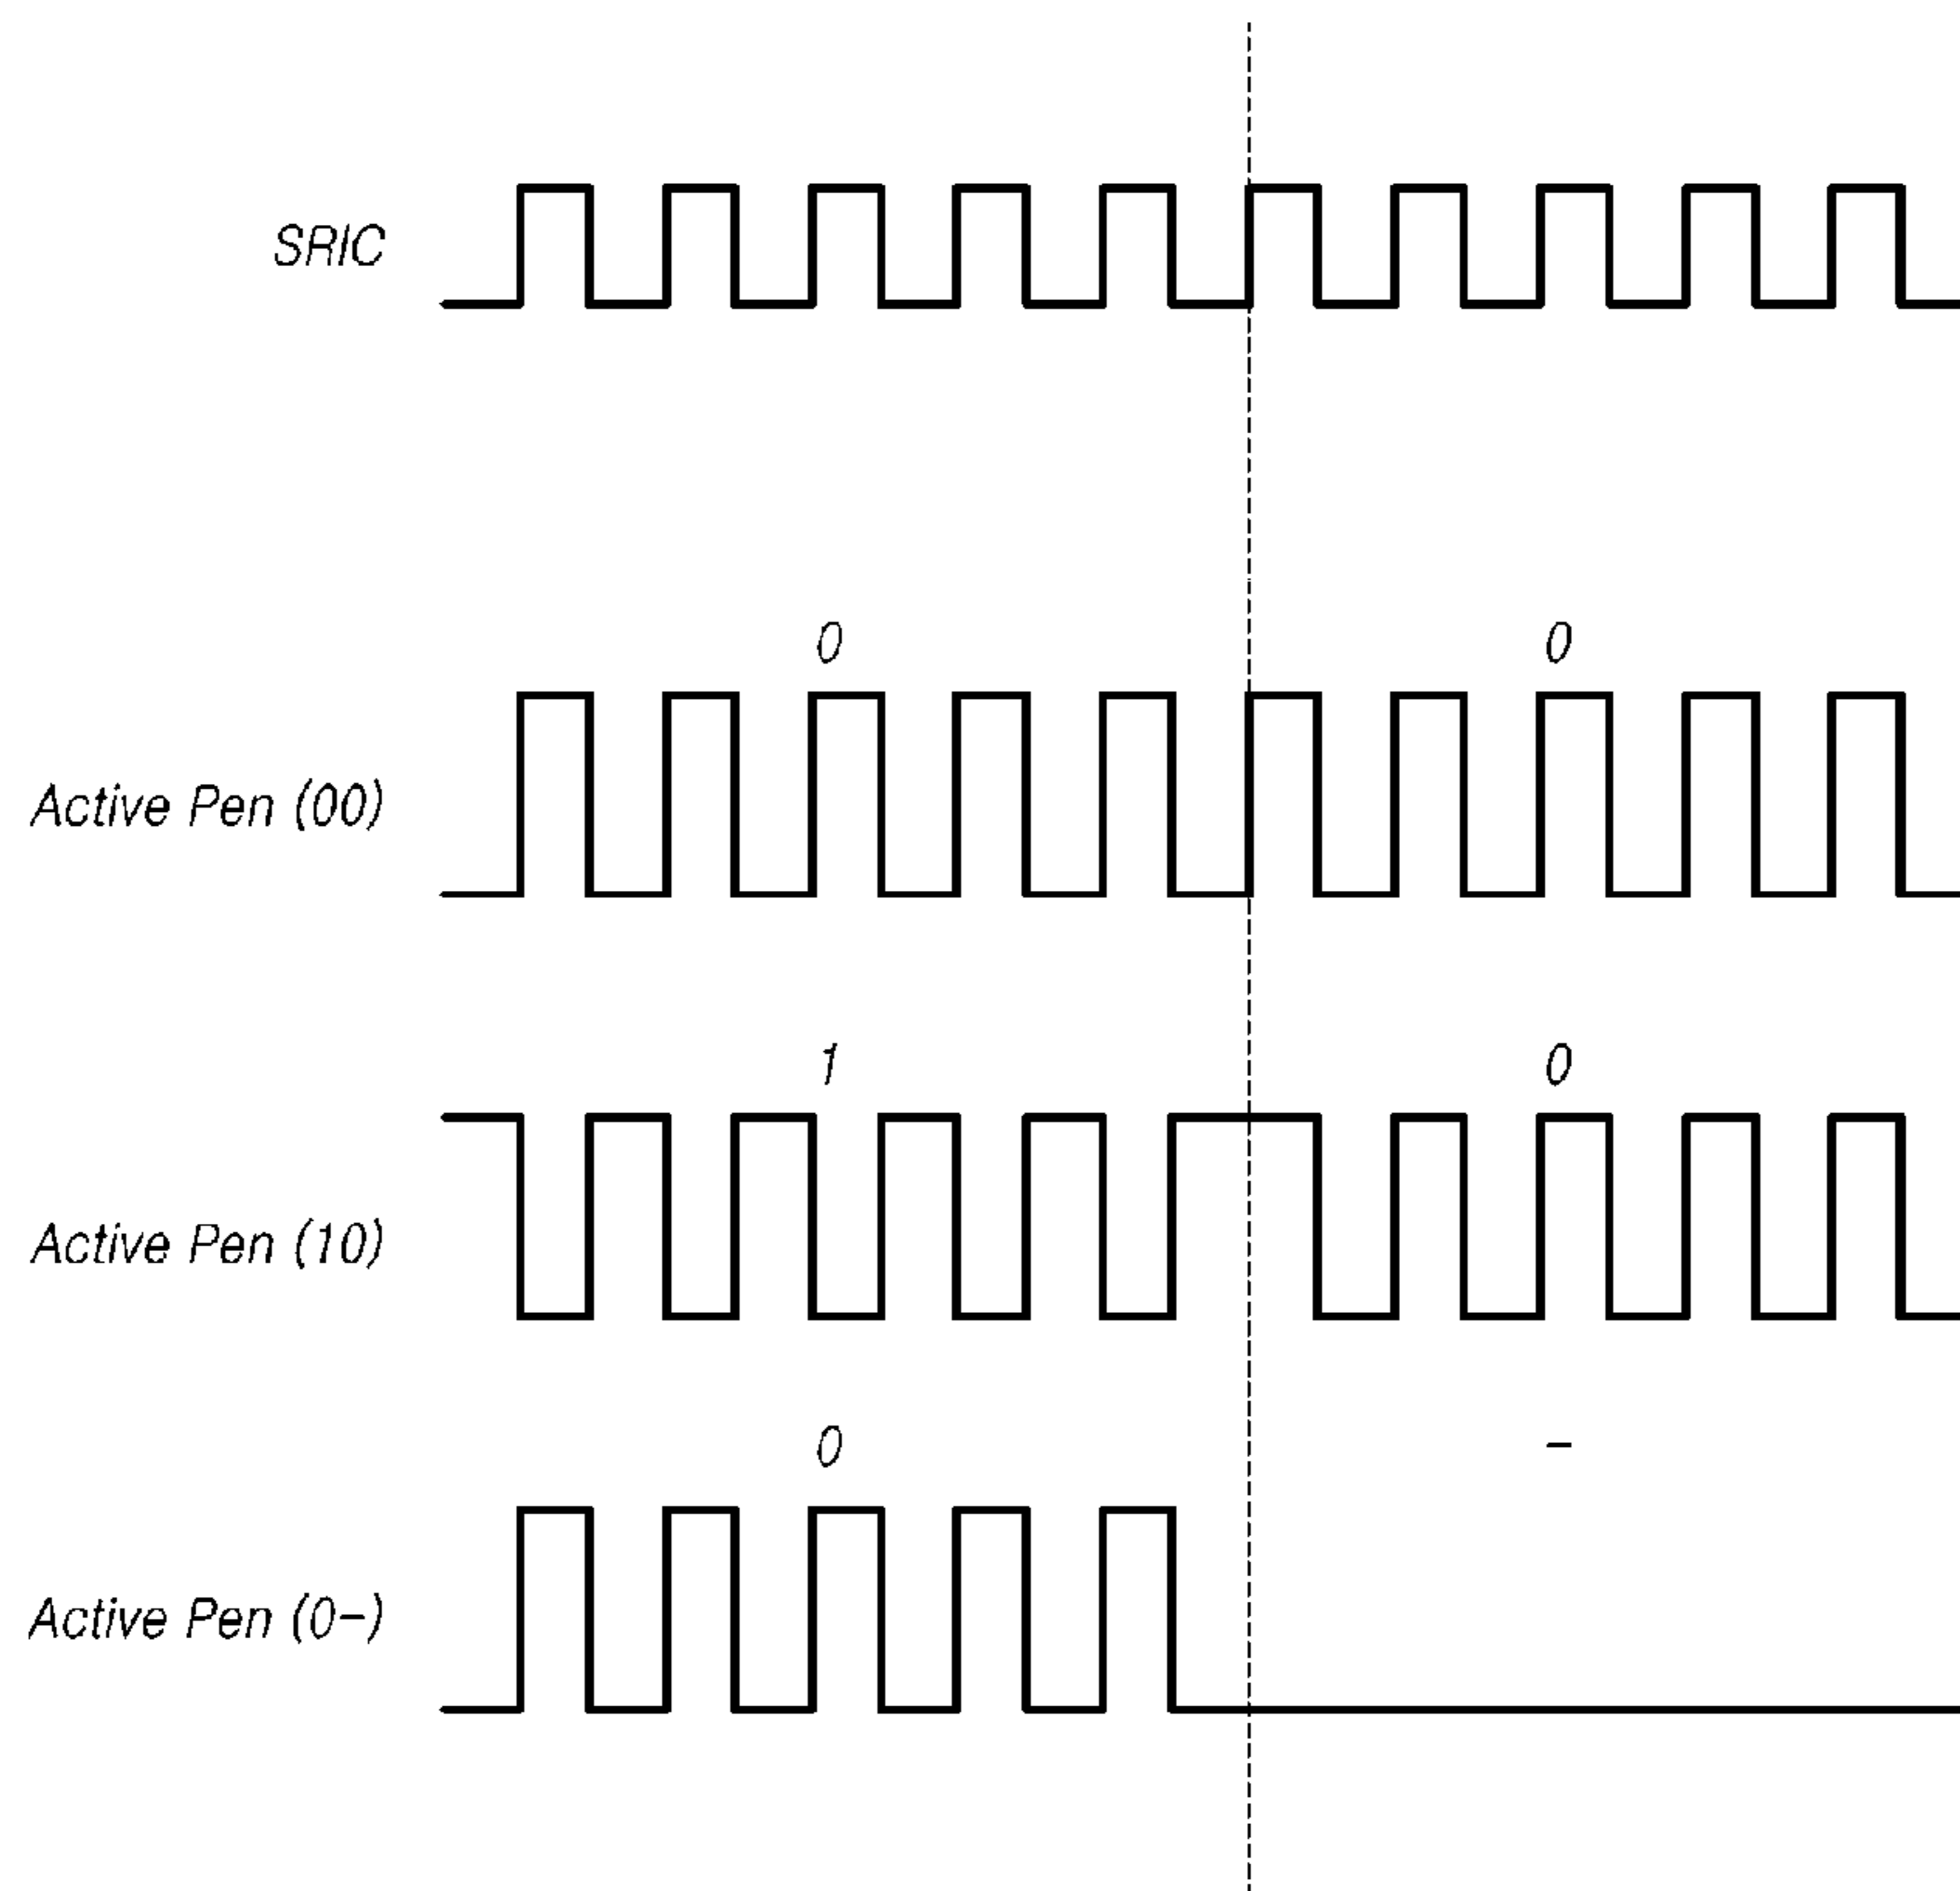 SRIC
0 0
Active Pen (00)
1 0
Active Pen (10)
0 –
Active Pen (0–)